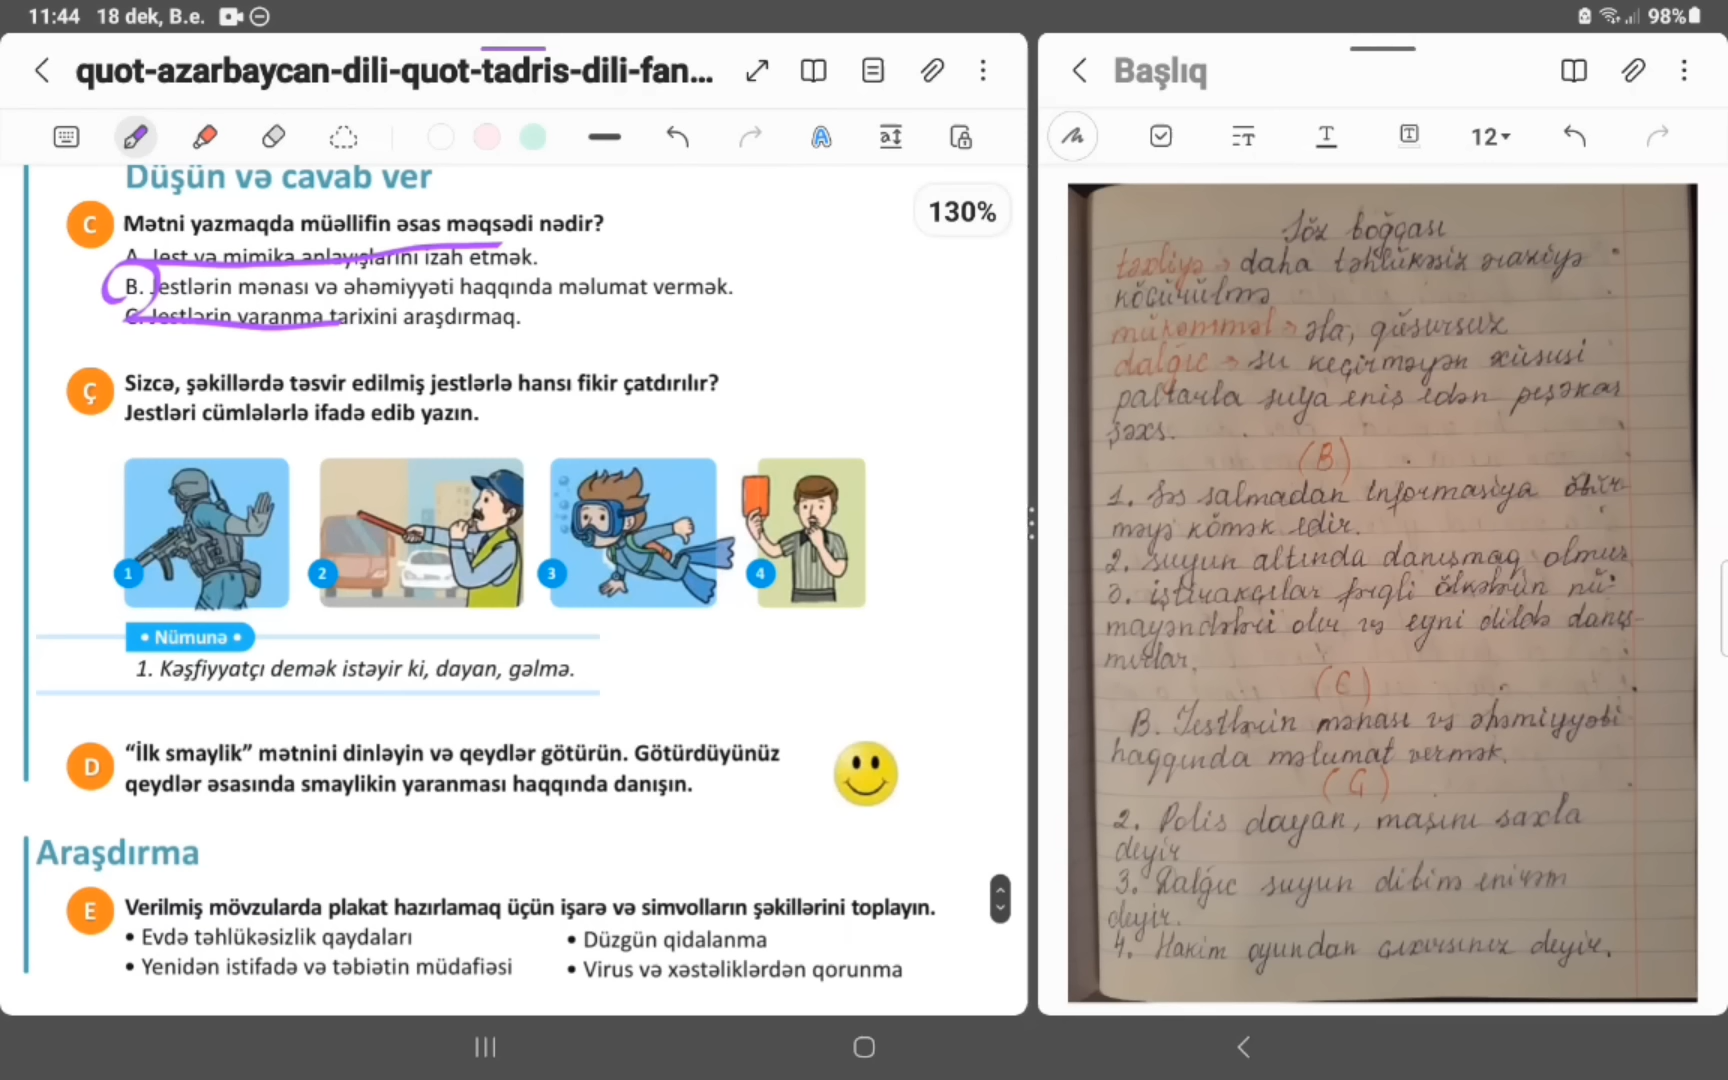 11:44 18 dek, B.e.
98%
quot-azarbaycan-dili-quot-tadris-dili-fan...
130%
Düşün və cavab ver
C Mətni yazmaqda müəllifin əsas məqsədi nədir?
A. Jest və mimika anlayışlarını izah etmək.
B. Jestlərin mənası və əhəmiyyəti haqqında məlumat vermək.
C. Jestlərin yaranma tarixini araşdırmaq.
Ç Sizcə, şəkillərdə təsvir edilmiş jestlərlə hansı fikir çatdırılır?
Jestləri cümlələrlə ifadə edib yazın.
1 2 3 4
• Nümunə •
1. Kəşfiyyatçı demək istəyir ki, dayan, gəlmə.
D “İlk smaylik” mətnini dinləyin və qeydlər götürün. Götürdüyünüz
qeydlər əsasında smaylikin yaranması haqqında danışın.
Araşdırma
E Verilmiş mövzularda plakat hazırlamaq üçün işarə və simvolların şəkillərini toplayın.
• Evdə təhlükəsizlik qaydaları
• Düzgün qidalanma
• Yenidən istifadə və təbiətin müdafiəsi
• Virus və xəstəliklərdən qorunma
Başlıq
12
Söz boğçası
təxliyə → daha təhlükəsiz əraziyə
köçürülmə
mükəmməl → əla, qüsursuz
dalğıc → su keçirməyən xüsusi
paltarla suya eniş edən peşəkar
şəxs.
(B)
1. Səs salmadan informasiya ötür-
məyə kömək edir.
2. Suyun altında danışmaq olmur
3. iştirakçılar fərqli ölkələrin nü-
mayəndələri olur və eyni dildə danış-
mırlar.
(C)
B. Jestlərin mənası və əhəmiyyəti
haqqında məlumat vermək.
(Ç)
2. Polis dayan, maşını saxla
deyir
3. Dalğıc suyun dibinə enirəm
deyir.
4. Hakim oyundan çıxırsınız deyir.